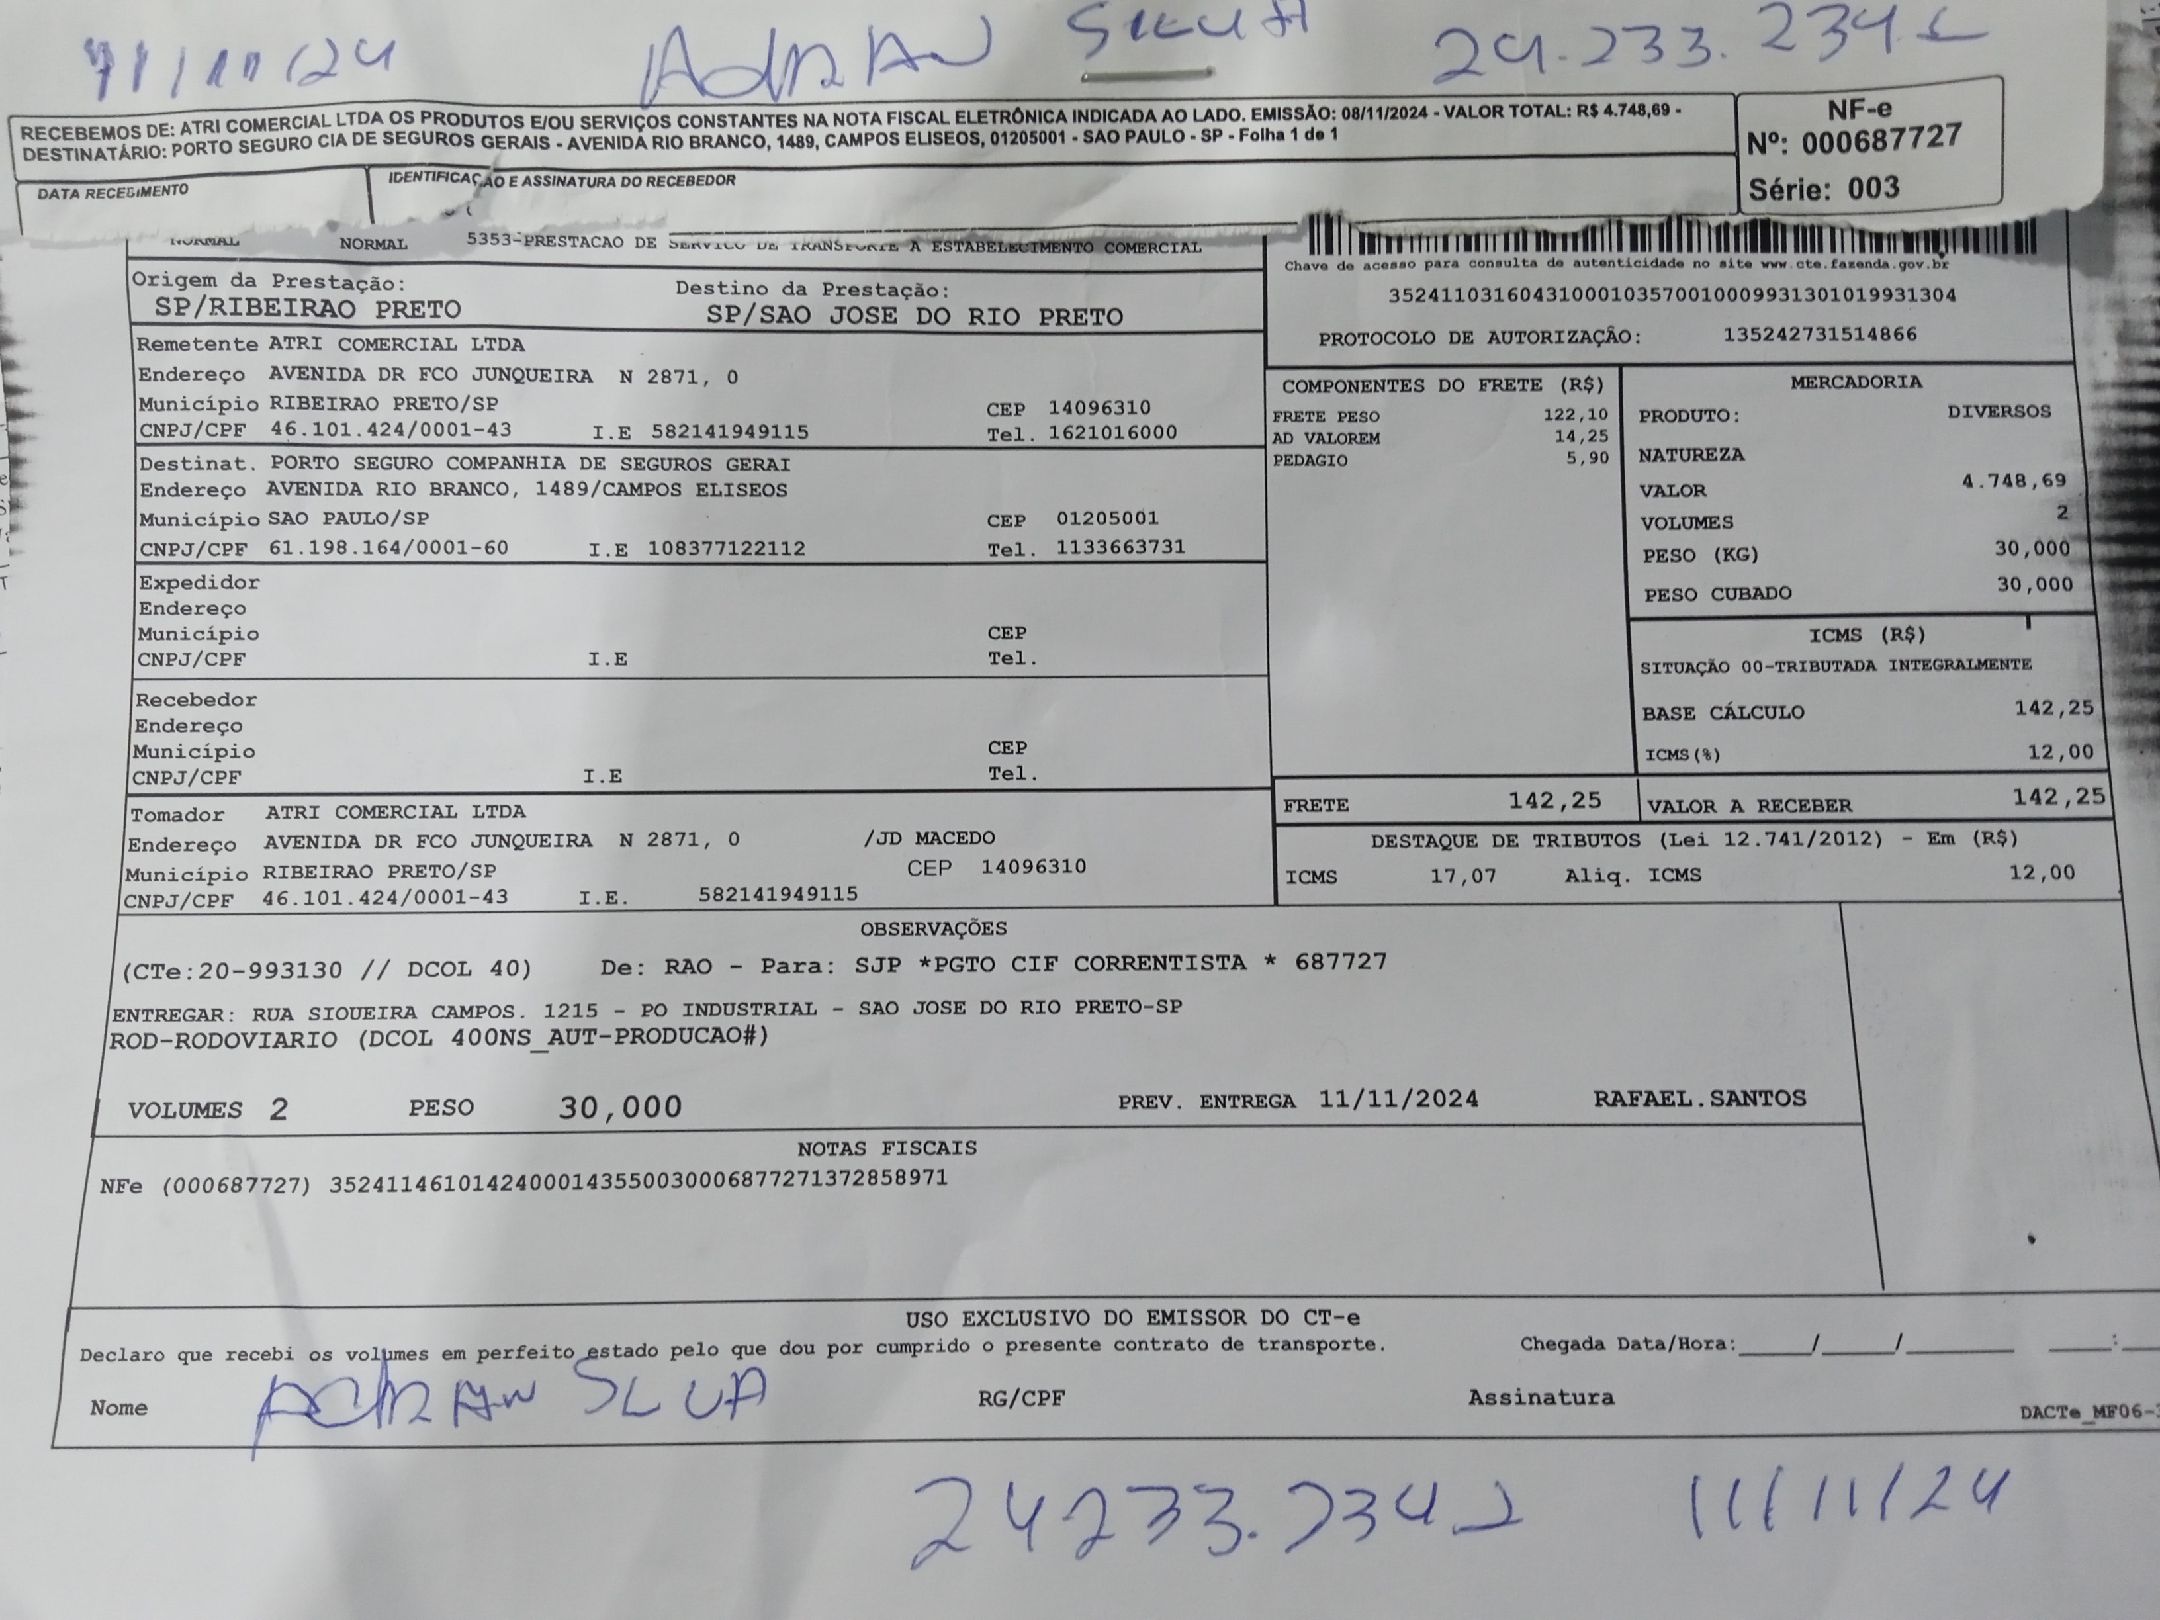 11/11/24 ADRIAN SILVA 24.233.234.2
RECEBEMOS DE: ATRI COMERCIAL LTDA OS PRODUTOS E/OU SERVIÇOS CONSTANTES NA NOTA FISCAL ELETRÔNICA INDICADA AO LADO. EMISSÃO: 08/11/2024 - VALOR TOTAL: R$ 4.748,69 -
DESTINATÁRIO: PORTO SEGURO CIA DE SEGUROS GERAIS - AVENIDA RIO BRANCO, 1489, CAMPOS ELISEOS, 01205001 - SAO PAULO - SP - Folha 1 de 1
NF-e
Nº: 000687727
Série: 003
DATA RECEBIMENTO IDENTIFICAÇÃO E ASSINATURA DO RECEBEDOR
NORMAL NORMAL 5353-PRESTACAO DE SERVICO DE TRANSPORTE A ESTABELECIMENTO COMERCIAL
Chave de acesso para consulta de autenticidade no site www.cte.fazenda.gov.br
35241103160431000103570010009931301019931304
PROTOCOLO DE AUTORIZAÇÃO: 135242731514866
Origem da Prestação: Destino da Prestação:
SP/RIBEIRAO PRETO SP/SAO JOSE DO RIO PRETO
Remetente ATRI COMERCIAL LTDA
Endereço AVENIDA DR FCO JUNQUEIRA N 2871, 0
Município RIBEIRAO PRETO/SP CEP 14096310
CNPJ/CPF 46.101.424/0001-43 I.E 582141949115 Tel. 1621016000
Destinat. PORTO SEGURO COMPANHIA DE SEGUROS GERAI
Endereço AVENIDA RIO BRANCO, 1489/CAMPOS ELISEOS
Município SAO PAULO/SP CEP 01205001
CNPJ/CPF 61.198.164/0001-60 I.E 108377122112 Tel. 1133663731
Expedidor
Endereço
Município CEP
CNPJ/CPF I.E Tel.
Recebedor
Endereço
Município CEP
CNPJ/CPF I.E Tel.
Tomador ATRI COMERCIAL LTDA
Endereço AVENIDA DR FCO JUNQUEIRA N 2871, 0 /JD MACEDO
Município RIBEIRAO PRETO/SP CEP 14096310
CNPJ/CPF 46.101.424/0001-43 I.E. 582141949115
COMPONENTES DO FRETE (R$)
FRETE PESO 122,10
AD VALOREM 14,25
PEDAGIO 5,90
MERCADORIA
PRODUTO: DIVERSOS
NATUREZA
VALOR 4.748,69
VOLUMES 2
PESO (KG) 30,000
PESO CUBADO 30,000
ICMS (R$)
SITUAÇÃO 00-TRIBUTADA INTEGRALMENTE
BASE CÁLCULO 142,25
ICMS(%) 12,00
FRETE 142,25 VALOR A RECEBER 142,25
DESTAQUE DE TRIBUTOS (Lei 12.741/2012) - Em (R$)
ICMS 17,07 Aliq. ICMS 12,00
OBSERVAÇÕES
(CTe:20-993130 // DCOL 40) De: RAO - Para: SJP *PGTO CIF CORRENTISTA * 687727
ENTREGAR: RUA SIQUEIRA CAMPOS. 1215 - PO INDUSTRIAL - SAO JOSE DO RIO PRETO-SP
ROD-RODOVIARIO (DCOL 400NS_AUT-PRODUCAO#)
VOLUMES 2 PESO 30,000 PREV. ENTREGA 11/11/2024 RAFAEL.SANTOS
NOTAS FISCAIS
NFe (000687727) 35241146101424000143550030006877271372858971
USO EXCLUSIVO DO EMISSOR DO CT-e
Declaro que recebi os volumes em perfeito estado pelo que dou por cumprido o presente contrato de transporte. Chegada Data/Hora:____/____/______ ___:
Nome ADRIAN SILVA RG/CPF Assinatura
DACTe_MF06-
24233.234 2 11/11/24